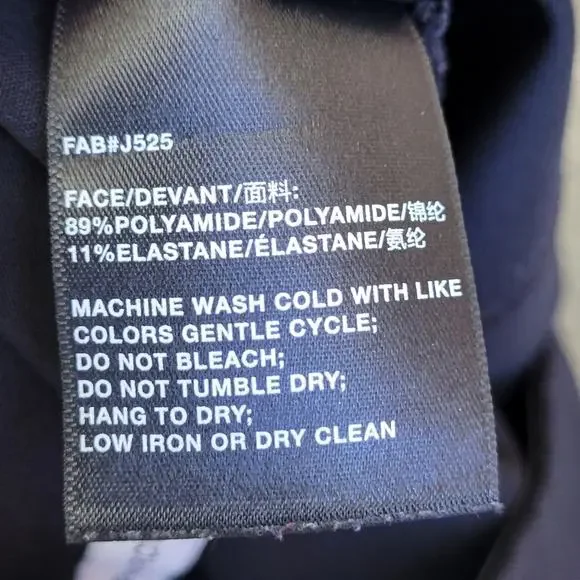 FAB#J525
FACE/DEVANT/面料:
89%POLYAMIDE/POLYAMIDE/锦纶
11%ELASTANE/ÉLASTANE/氨纶
MACHINE WASH COLD WITH LIKE
COLORS GENTLE CYCLE;
DO NOT BLEACH;
DO NOT TUMBLE DRY;
HANG TO DRY;
LOW IRON OR DRY CLEAN